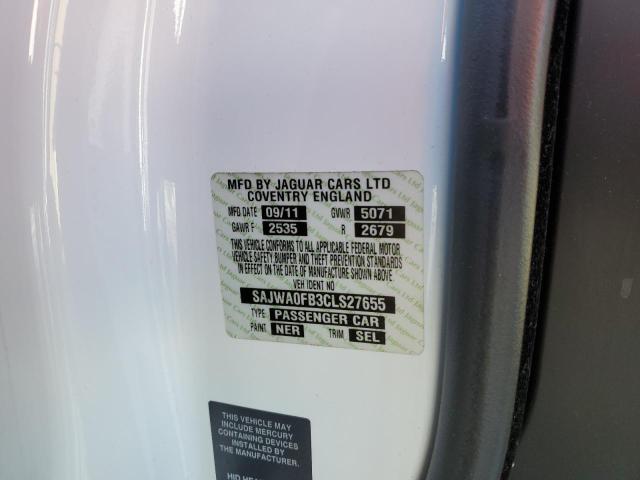 MFD BY JAGUAR CARS LTD
COVENTRY ENGLAND
MFD DATE 09/11 GVWR 5071
GAWR F 2535 R 2679
THIS VEHICLE CONFORMS TO ALL APPLICABLE FEDERAL MOTOR
VEHICLE SAFETY, BUMPER AND THEFT PREVENTION STANDARDS
IN EFFECT ON THE DATE OF MANUFACTURE SHOWN ABOVE
VEH IDENT NO
SAJWA0FB3CLS27655
TYPE PASSENGER CAR
PAINT NER TRIM SEL
THIS VEHICLE MAY
INCLUDE MERCURY
CONTAINING DEVICES
INSTALLED BY
THE MANUFACTURER.